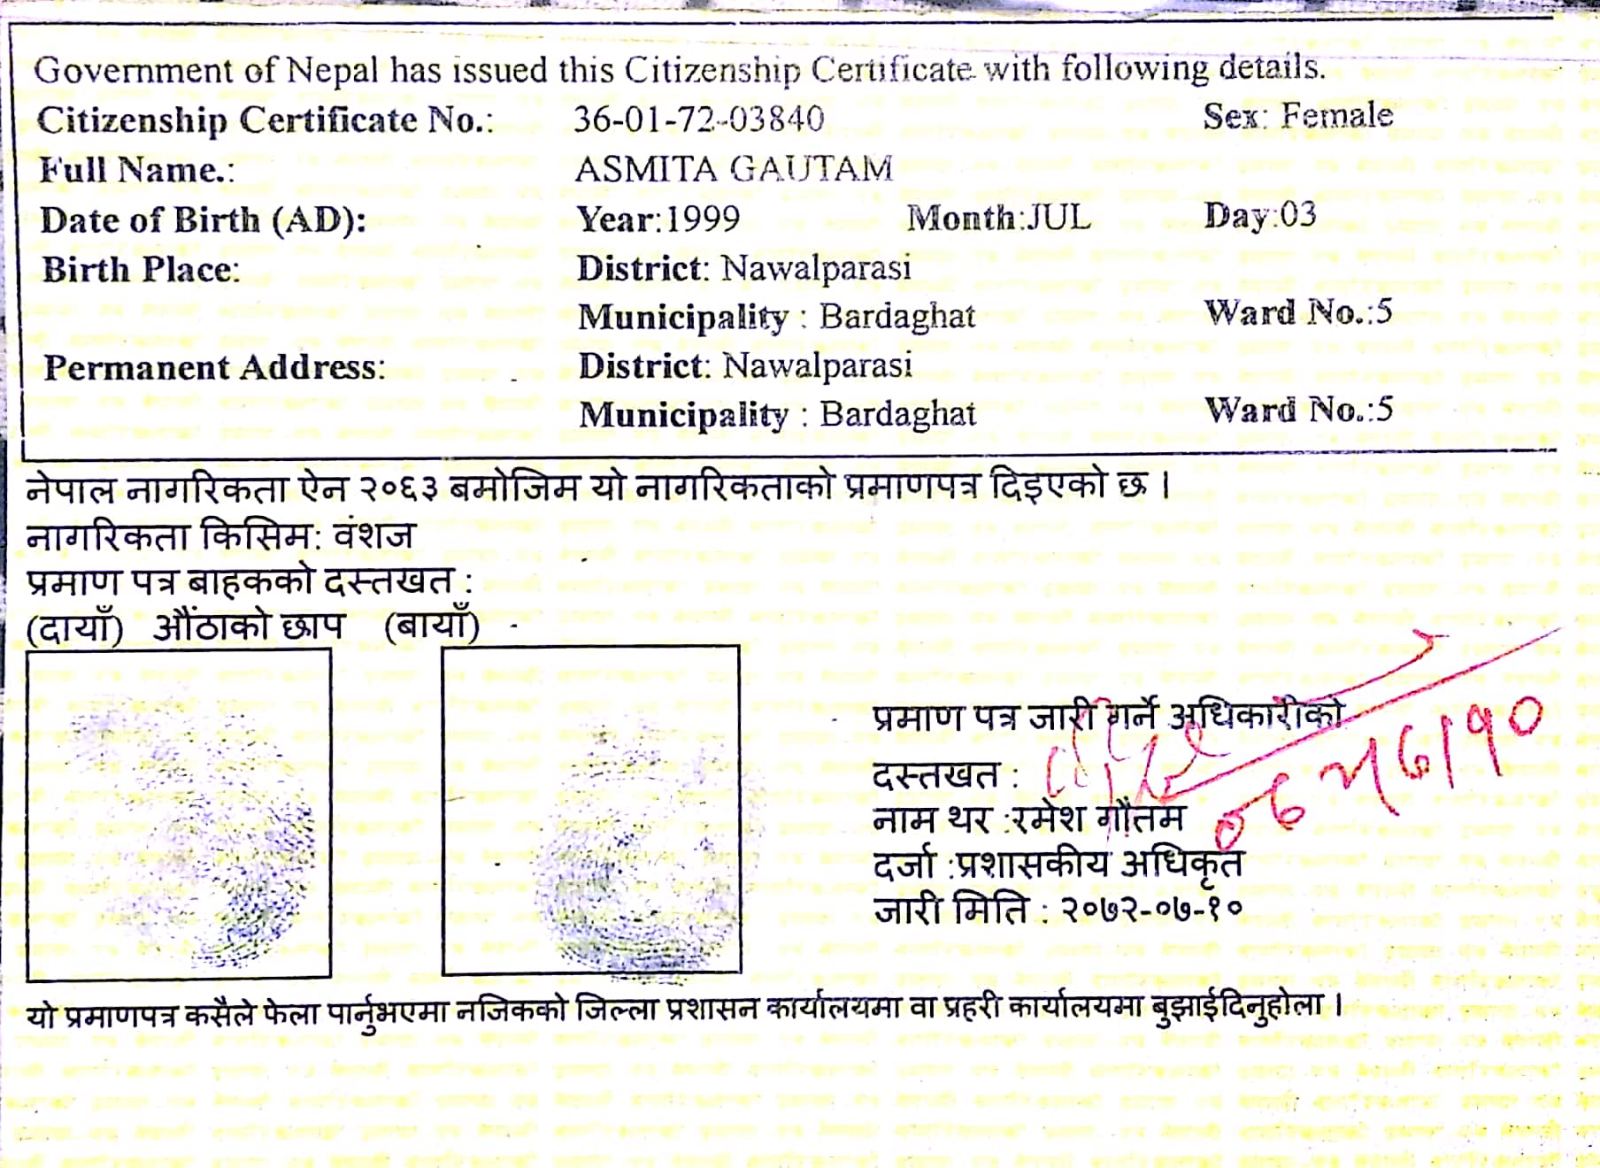 Government of Nepal has issued this Citizenship Certificate with following details.
Citizenship Certificate No.: 36-01-72-03840 Sex: Female
Full Name.: ASMITA GAUTAM
Date of Birth (AD): Year:1999 Month:JUL Day:03
Birth Place: District: Nawalparasi
Municipality : Bardaghat Ward No.:5
Permanent Address: District: Nawalparasi
Municipality : Bardaghat Ward No.:5
नेपाल नागरिकता ऐन २०६३ बमोजिम यो नागरिकताको प्रमाणपत्र दिइएको छ ।
नागरिकता किसिम: वंशज
प्रमाण पत्र बाहकको दस्तखत :
(दायाँ) औंठाको छाप (बायाँ)
प्रमाण पत्र जारी गर्ने अधिकारीको
दस्तखत :
नाम थर :रमेश गौतम
दर्जा :प्रशासकीय अधिकृत
जारी मिति : २०७२-०७-१०
यो प्रमाणपत्र कसैले फेला पार्नुभएमा नजिकको जिल्ला प्रशासन कार्यालयमा वा प्रहरी कार्यालयमा बुझाईदिनुहोला ।